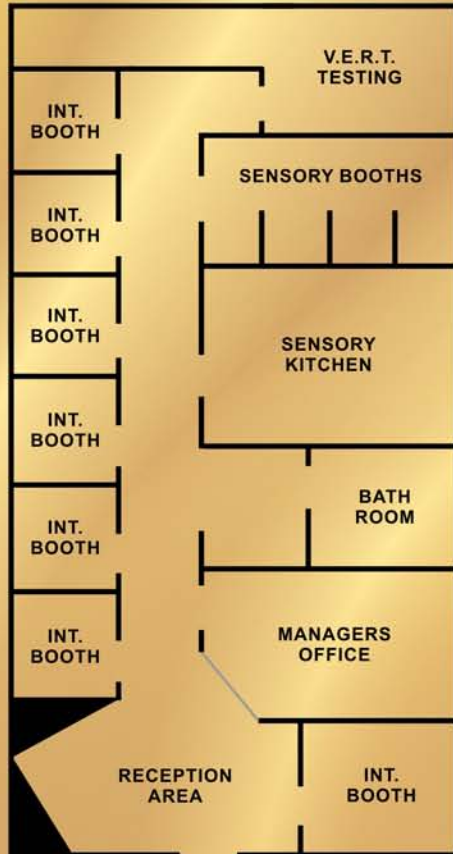 V.E.R.T.
TESTING
INT.
BOOTH
SENSORY BOOTHS
INT.
BOOTH
INT.
BOOTH
SENSORY
KITCHEN
INT.
BOOTH
BATH
ROOM
INT.
BOOTH
INT.
BOOTH
MANAGERS
OFFICE
RECEPTION
AREA
INT.
BOOTH